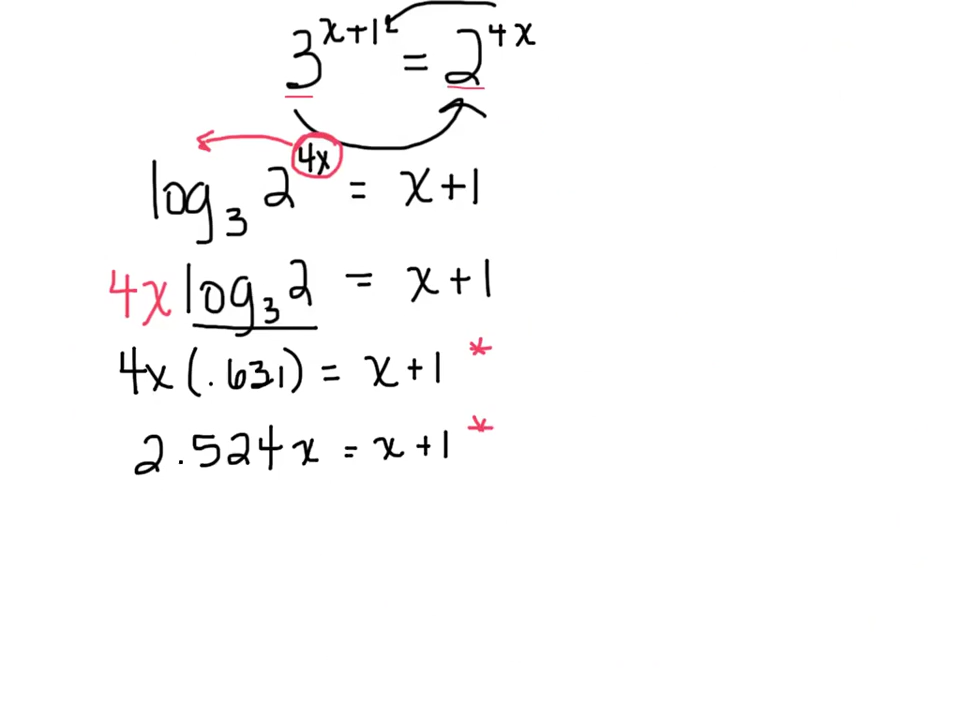 3^{x+1} = 2^{4x}
log_3 2^{4x} = x+1
4x log_3 2 = x+1
4x (.631) = x+1 *
2.524x = x+1 *